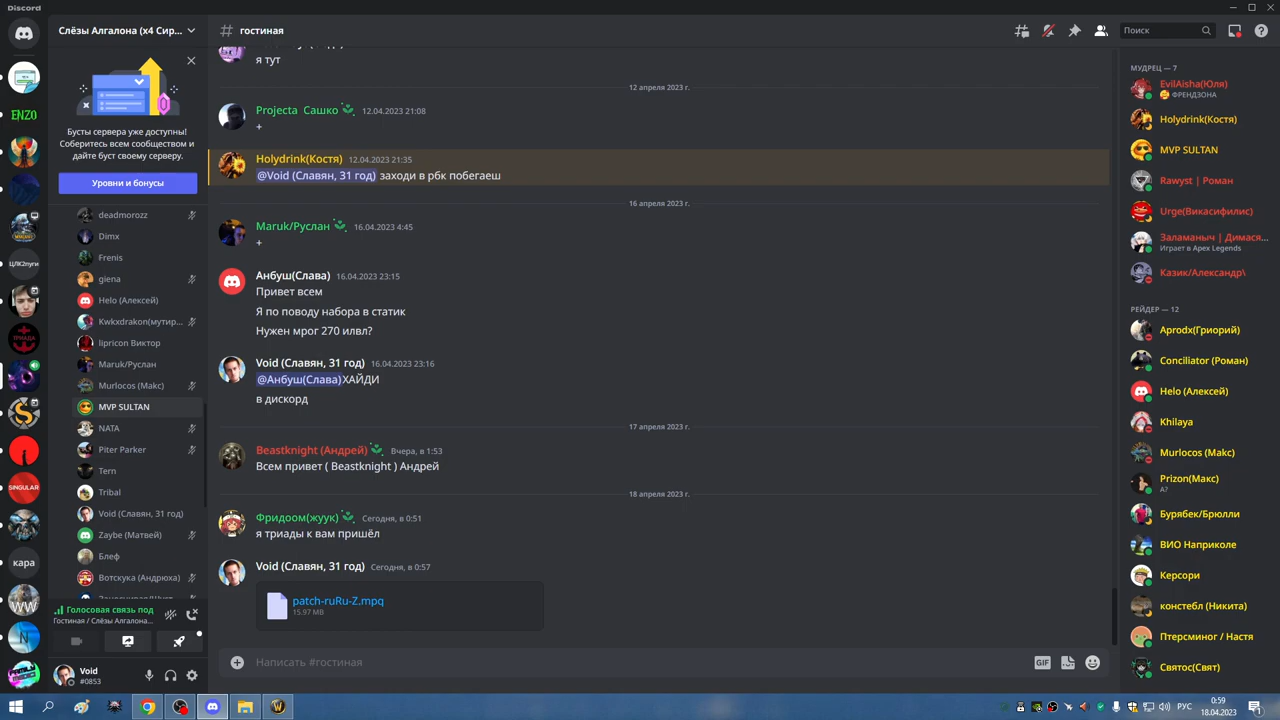 Discord
Слёзы Алгалона (x4 Сир...
Бусты сервера уже доступны!
Соберитесь всем сообществом и
дайте буст своему серверу.
Уровни и бонусы
deadmorozz
Dimx
Frenis
giena
Helo (Алексей)
Kwkxdrakon(мутир...
lipricon Виктор
Maruk/Руслан
Murlocos (Макс)
MVP SULTAN
NATA
Piter Parker
Tern
Tribal
Void (Славян, 31 год)
Zaybe (Матвей)
Блеф
Вотскука (Андрюха)
Голосовая связь под
Гостиная / Слёзы Алгалона...
Void
#0853
ENZO
ЦЛК2пуги
ТРИАДА
SINGULAR
кара
WW
гостиная
я тут
12 апреля 2023 г.
Projecta Сашко 12.04.2023 21:08
+
Holydrink(Костя) 12.04.2023 21:35
@Void (Славян, 31 год) заходи в рбк побегаеш
16 апреля 2023 г.
Maruk/Руслан 16.04.2023 4:45
+
Анбуш(Слава) 16.04.2023 23:15
Привет всем
Я по поводу набора в статик
Нужен мрог 270 илвл?
Void (Славян, 31 год) 16.04.2023 23:16
@Анбуш(Слава)ХАЙДИ
в дискорд
17 апреля 2023 г.
Beastknight (Андрей) Вчера, в 1:53
Всем привет ( Beastknight ) Андрей
18 апреля 2023 г.
Фридоом(жуук) Сегодня, в 0:51
я триады к вам пришёл
Void (Славян, 31 год) Сегодня, в 0:57
patch-ruRu-Z.mpq
15.97 MB
Написать #гостиная
GIF
Поиск
МУДРЕЦ — 7
EvilAisha(Юля)
ФРЕНДЗОНА
Holydrink(Костя)
MVP SULTAN
Rawyst | Роман
Urge(Викасифилис)
Заламаныч | Димася...
Играет в Apex Legends
Казик/Александр\
РЕЙДЕР — 12
Aprodx(Гриорий)
Conciliator (Роман)
Helo (Алексей)
Khilaya
Murlocos (Макс)
Prizon(Макс)
A?
Бурябек/Брюлли
ВИО Наприколе
Керсори
констебл (Никита)
Птерсминог / Настя
Святос(Свят)
РУС
0:59
18.04.2023